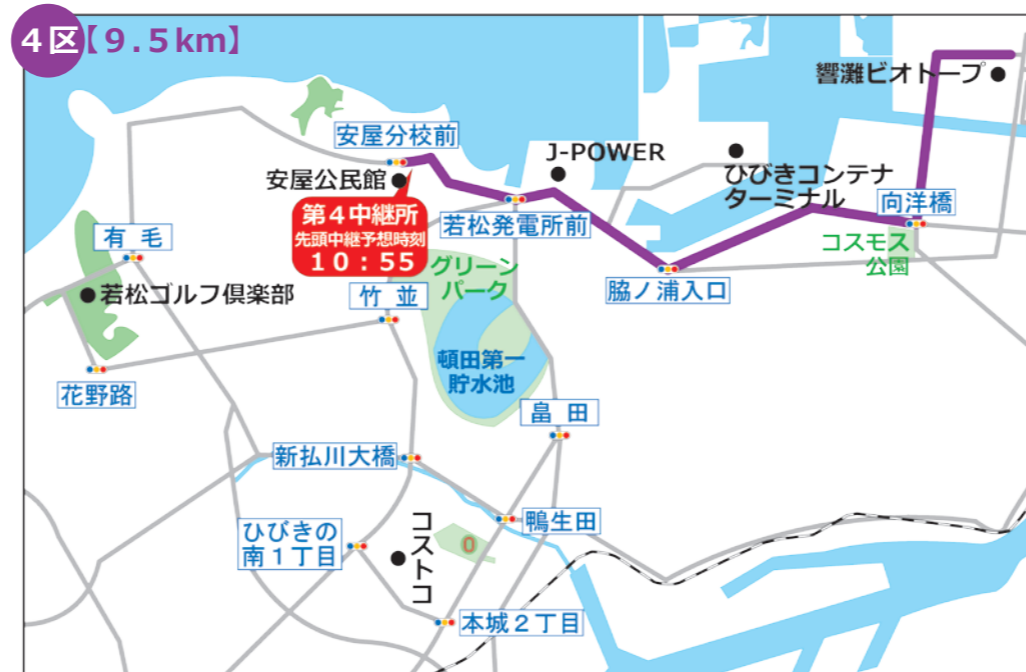 4区【9.5km】
響灘ビオトープ
安屋分校前
J-POWER
ひびきコンテナ
ターミナル
安屋公民館
第4中継所
先頭中継予想時刻
10:55
向洋橋
若松発電所前
有毛
コスモス
公園
グリーン
パーク
脇ノ浦入口
若松ゴルフ倶楽部
竹並
頓田第一
貯水池
花野路
畠田
新払川大橋
鴨生田
ひびきの
南1丁目
コストコ
0
本城2丁目